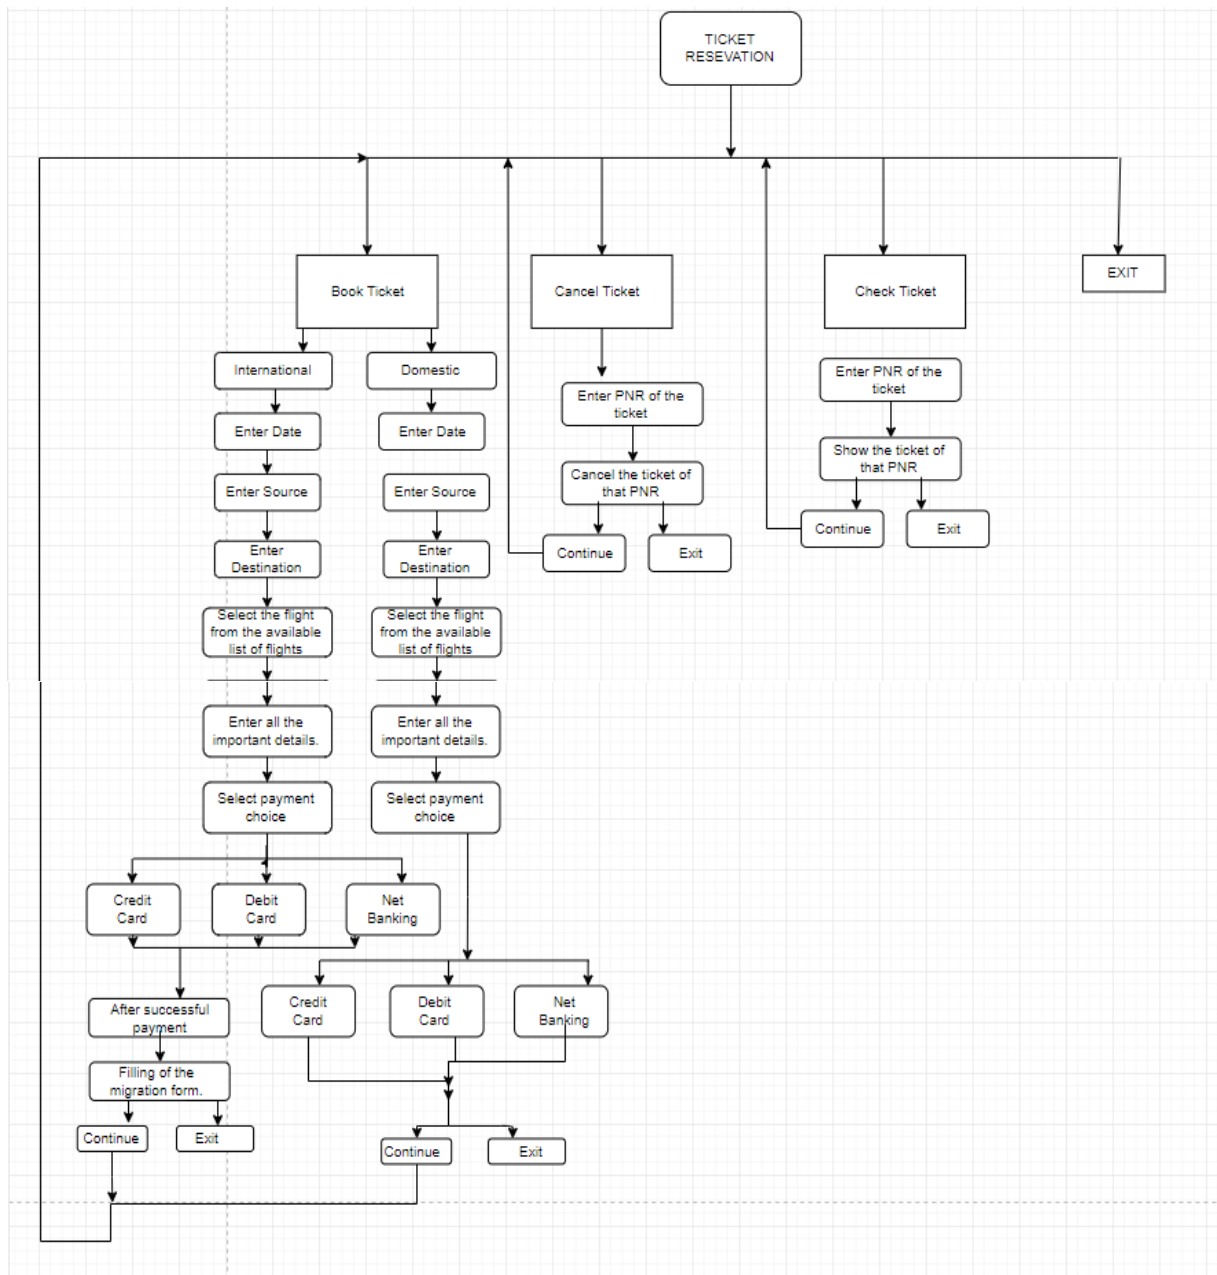 TICKET
RESEVATION
Book Ticket
Cancel Ticket
Check Ticket
EXIT
International
Domestic
Enter PNR of the
ticket
Enter PNR of the
ticket
Enter Date
Enter Date
Show the ticket of
that PNR
Cancel the ticket of
that PNR
Enter Source
Enter Source
Continue
Exit
Continue
Exit
Enter
Destination
Enter
Destination
Select the flight
from the available
list of flights
Select the flight
from the available
list of flights
Enter all the
important details.
Enter all the
important details.
Select payment
choice
Select payment
choice
Credit
Card
Debit
Card
Net
Banking
Credit
Card
Debit
Card
Net
Banking
After successful
payment
Filling of the
migration form.
Continue
Exit
Continue
Exit